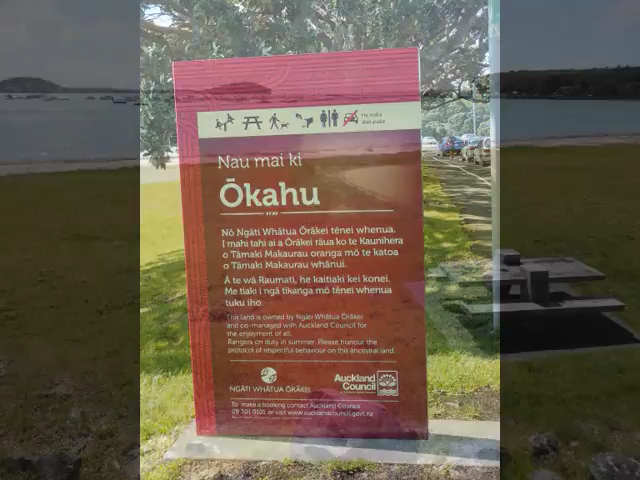 Nau mai ki
Ōkahu
Nō Ngāti Whātua Ōrākei tēnei whenua.
I mahi tahi ai a Ōrākei rāua ko te Kaunihera
o Tāmaki Makaurau oranga mō te katoa
o Tāmaki Makaurau whānui.
Ā te wā Raumati, he kaitiaki kei konei.
Me tiaki i ngā tikanga mō tēnei whenua
tuku iho.
This land is owned by Ngāti Whātua Ōrākei
and co-managed with Auckland Council for
the enjoyment of all.
Rangers on duty in summer. Please honour the
protocol of respectful behaviour on this ancestral land.
NGĀTI WHĀTUA ŌRĀKEI
Auckland
Council
To make a booking contact Auckland Council
09 301 0101 or visit www.aucklandcouncil.govt.nz